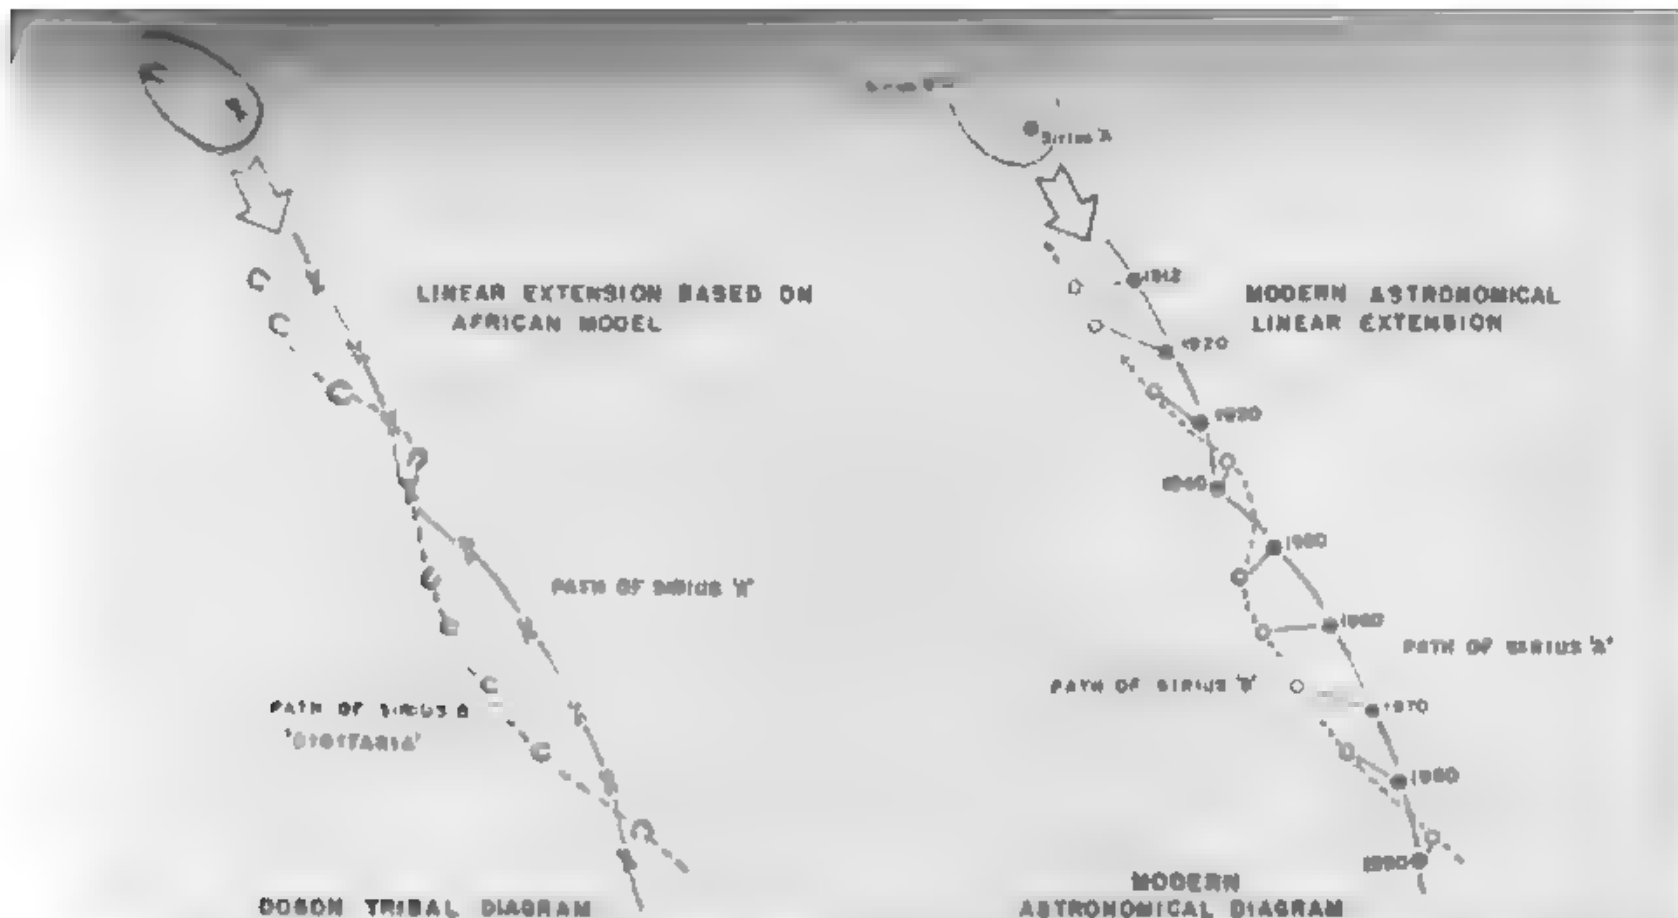 Sirius 'A
LINEAR EXTENSION BASED ON
AFRICAN MODEL
MODERN ASTRONOMICAL
LINEAR EXTENSION
1912
1920
1930
1940
PATH OF SIRIUS 'A'
1960
PATH OF SIRIUS 'A'
PATH OF SIRIUS 'B'
PATH OF SIRIUS B
'DIGITARIA'
1970
1980
1990
DOGON TRIBAL DIAGRAM
MODERN
ASTRONOMICAL DIAGRAM